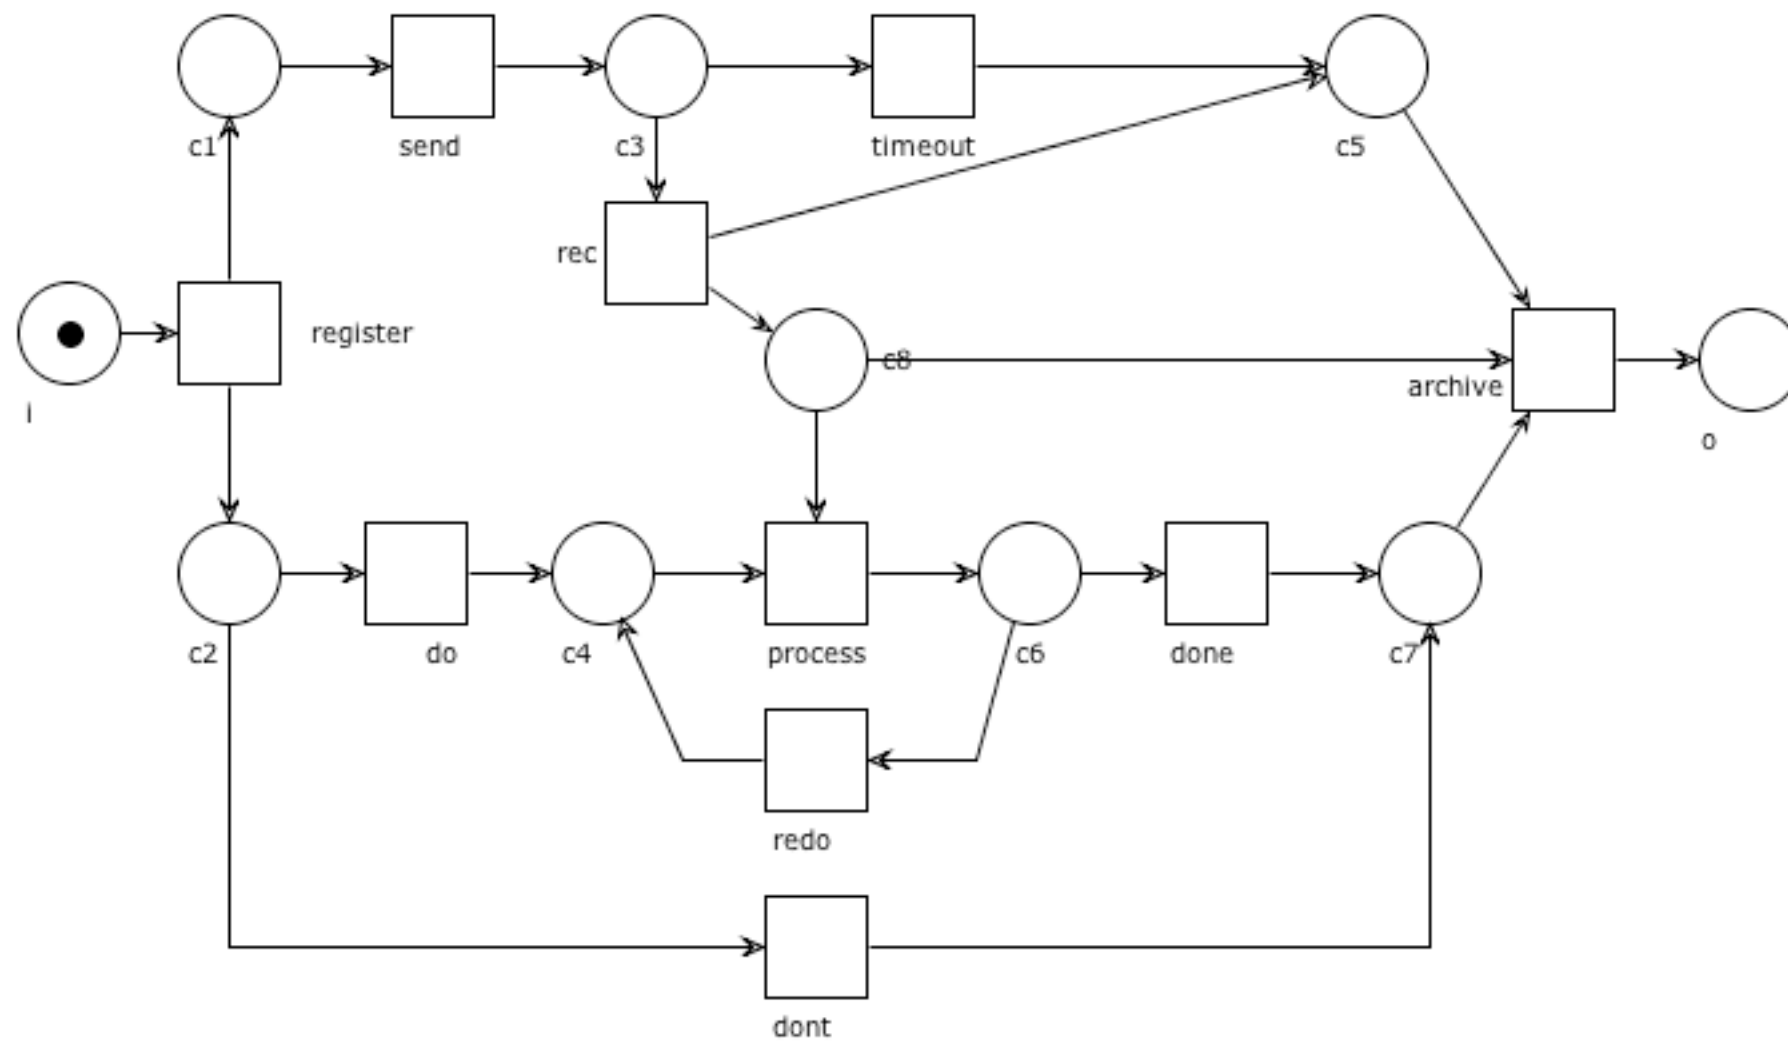 c1
send
c3
timeout
c5
rec
i
register
c8
archive
o
c2
do
c4
process
c6
done
c7
redo
dont